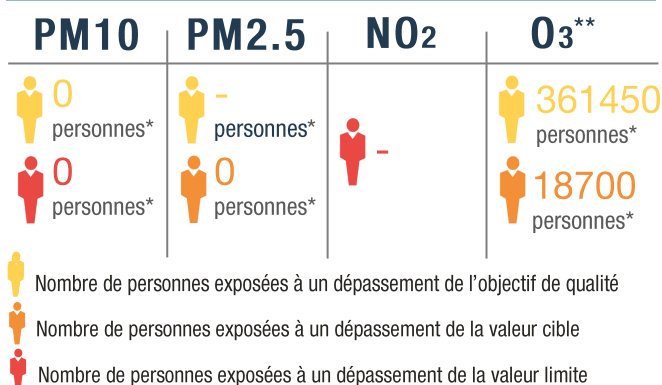 PM10
PM2.5
NO2
O3**
0
personnes*
0
personnes*
-
personnes*
0
personnes*
-
361450
personnes*
18700
personnes*
Nombre de personnes exposées à un dépassement de l'objectif de qualité
Nombre de personnes exposées à un dépassement de la valeur cible
Nombre de personnes exposées à un dépassement de la valeur limite